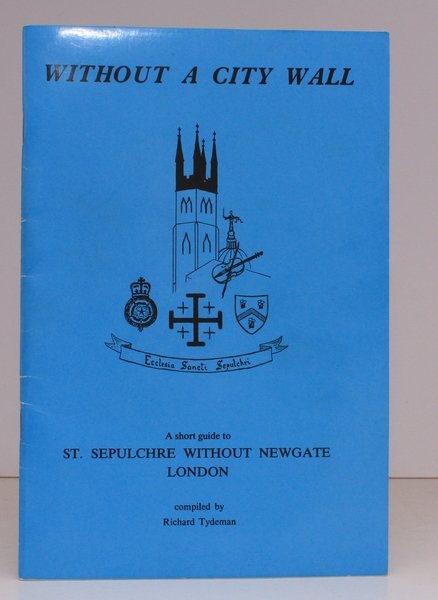 WITHOUT A CITY WALL
Ecclesia Sancti Sepulchri
A short guide to
ST. SEPULCHRE WITHOUT NEWGATE
LONDON
compiled by
Richard Tydeman